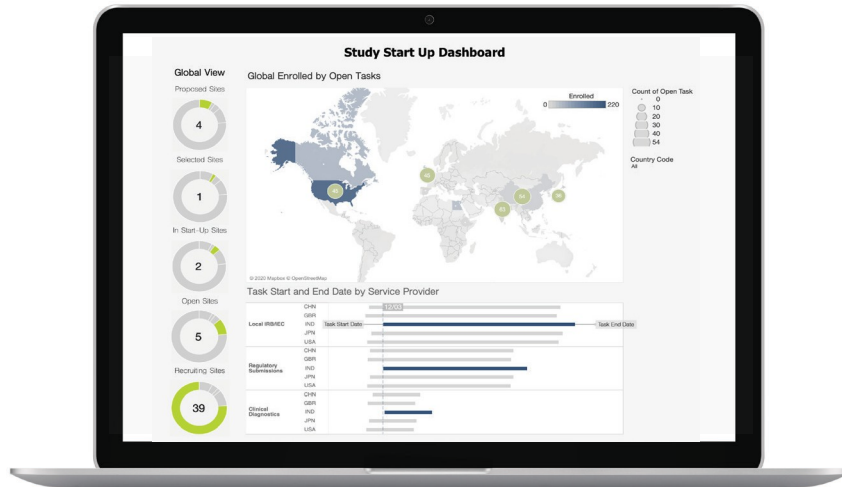 Study Start Up Dashboard
Global View
Proposed Sites
4
Selected Sites
1
In Start-Up Sites
2
Open Sites
5
Recruiting Sites
39
Global Enrolled by Open Tasks
Enrolled
0 220
© 2020 Mapbox © OpenStreetMap
Count of Open Task
0
10
20
30
40
54
Country Code
All
Task Start and End Date by Service Provider
12/03
Local IRB/IEC
CHN
GBR
IND
JPN
USA
Task Start Date
Task End Date
Regulatory
Submissions
CHN
GBR
IND
JPN
USA
Clinical
Diagnostics
CHN
GBR
IND
JPN
USA